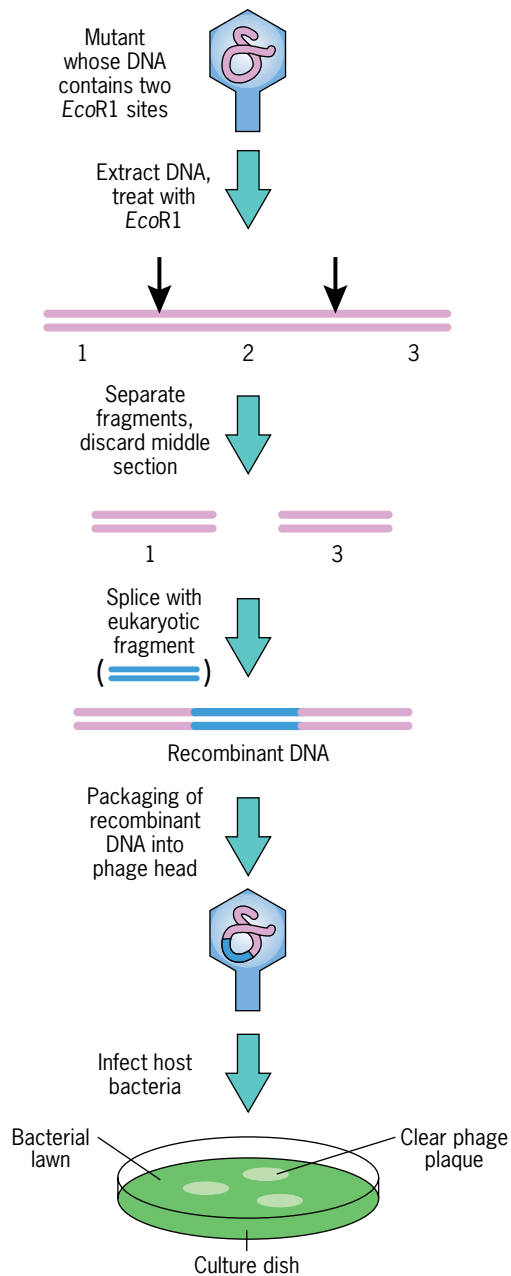 Mutant
whose DNA
contains two
EcoR1 sites
Extract DNA,
treat with
EcoR1
1 2 3
Separate
fragments,
discard middle
section
1 3
Splice with
eukaryotic
fragment
( )
Recombinant DNA
Packaging of
recombinant
DNA into
phage head
Infect host
bacteria
Bacterial
lawn
Clear phage
plaque
Culture dish